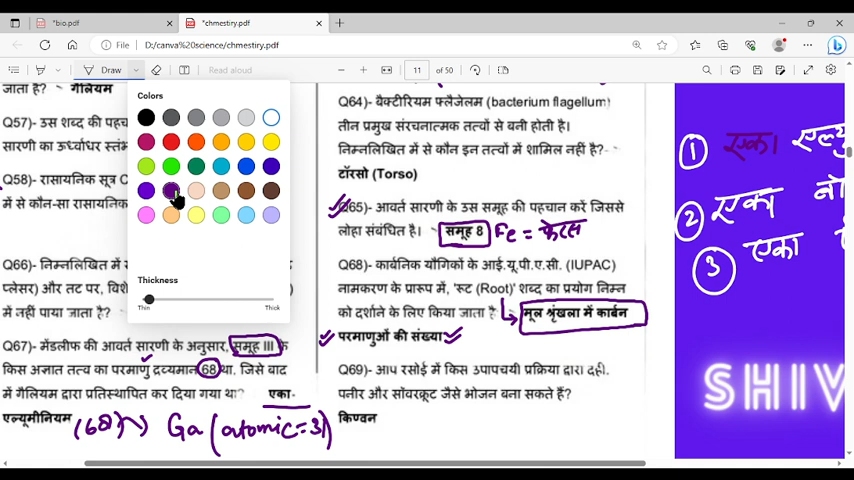 *bio.pdf
*chmestiry.pdf
File
D:/canva%20science/chmestiry.pdf
Draw
Read aloud
11
of 50
Colors
Thickness
Thin
Thick
जाता है? गैलियम
Q57)- उस शब्द की पहच
सारणी का ऊर्ध्वाधर स्तंभ
Q58)- रासायनिक सूत्र C
में से कौन-सा रासायनिक
Q66)- निम्नलिखित में
प्लेसर) और तट पर, विशे
में नहीं पाया जाता है?
Q67)- मेंडलीफ की आवर्त सारणी के अनुसार, समूह III के
किस अज्ञात तत्व का परमाणु द्रव्यमान 68 था, जिसे बाद
में गैलियम द्वारा प्रतिस्थापित कर दिया गया था? एका-
एल्यूमीनियम
(68) Ga (atomic=31)
Q64)- बैक्टीरियम फ्लैजेलम (bacterium flagellum)
तीन प्रमुख संरचनात्मक तत्वों से बनी होती है।
निम्नलिखित में से कौन इन तत्वों में शामिल नहीं है?
टॉरसो (Torso)
Q65)- आवर्त सारणी के उस समूह की पहचान करें जिससे
लोहा संबंधित है। समूह 8 Fe =
Q68)- कार्यनिक यौगिकों के आई.यू.पी.ए.सी. (IUPAC)
नामकरण के प्रारूप में, 'रूट (Root)' शब्द का प्रयोग निम्न
को दर्शाने के लिए किया जाता है मूल श्रृंखला में कार्बन
परमाणुओं की संख्या
Q69)- आप रसोई में किस उपापचयी प्रक्रिया द्वारा दही,
पनीर और सॉवरक्रूट जैसे भोजन बना सकते हैं?
किण्वन
1 एका एल्यु
2 एका
3 एका
SHIV